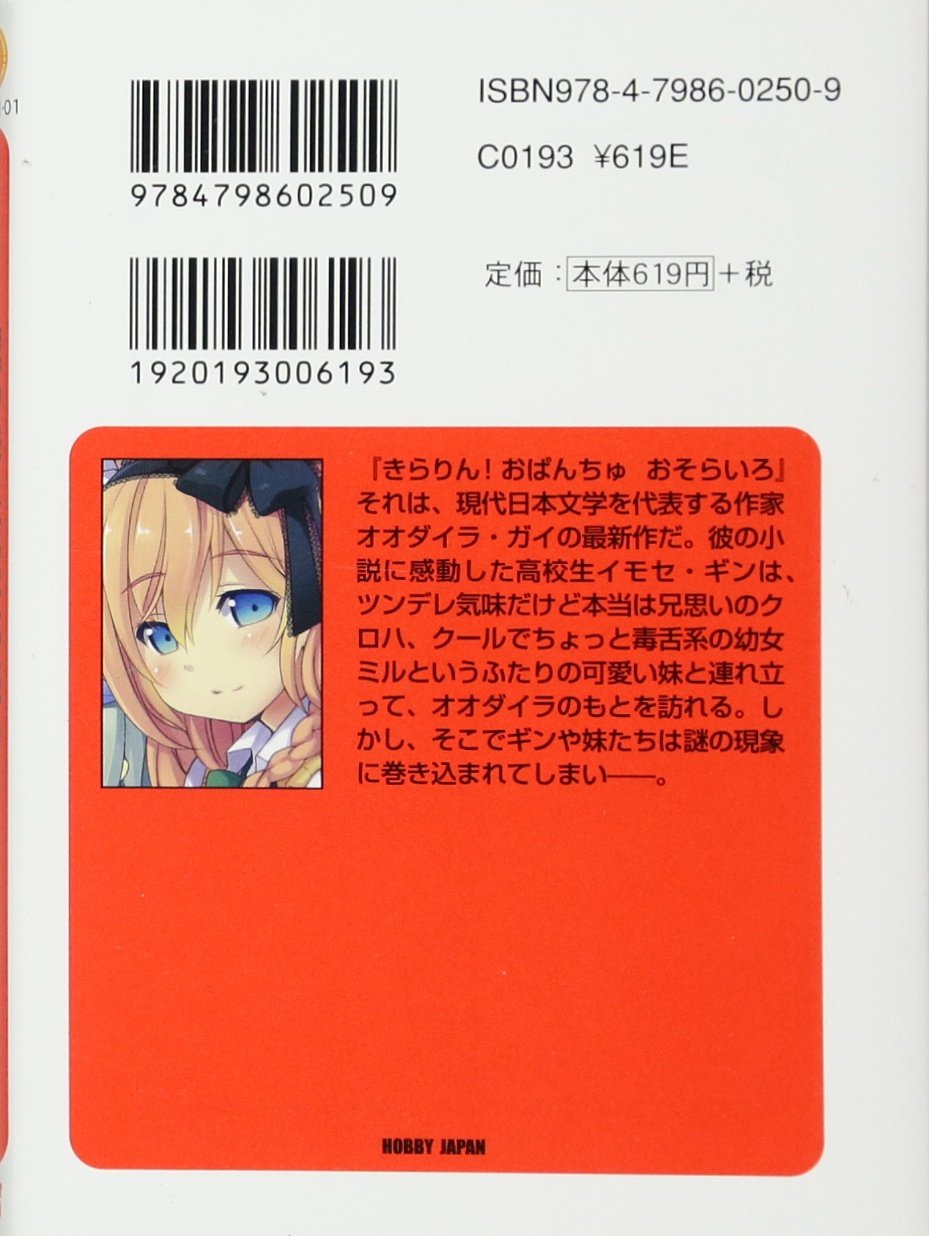 -01
ISBN978-4-7986-0250-9
C0193 ¥619E
9784798602509
定価：本体619円＋税
1920193006193
『きらりん！おぱんちゅ　おそらいろ』
それは、現代日本文学を代表する作家
オオダイラ・ガイの最新作だ。彼の小
説に感動した高校生イモセ・ギンは、
ツンデレ気味だけど本当は兄思いのク
ロハ、クールでちょっと毒舌系の幼女
ミルというふたりの可愛い妹と連れ立
って、オオダイラのもとを訪れる。し
かし、そこでギンや妹たちは謎の現象
に巻き込まれてしまい――。
HOBBY JAPAN